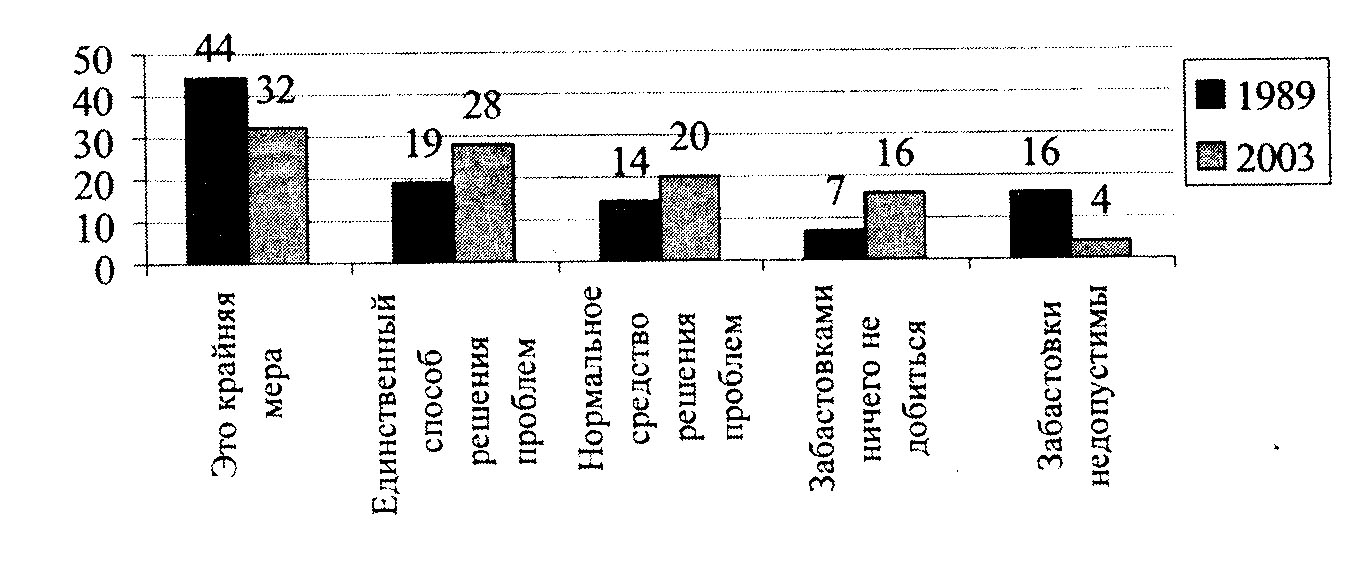 50
40
30
20
10
0
44
32
19
28
14
20
7
16
16
4
1989
2003
Это крайняя
мера
Единственный
способ
решения
проблем
Нормальное
средство
решения
проблем
Забастовками
ничего не
добиться
Забастовки
недопустимы